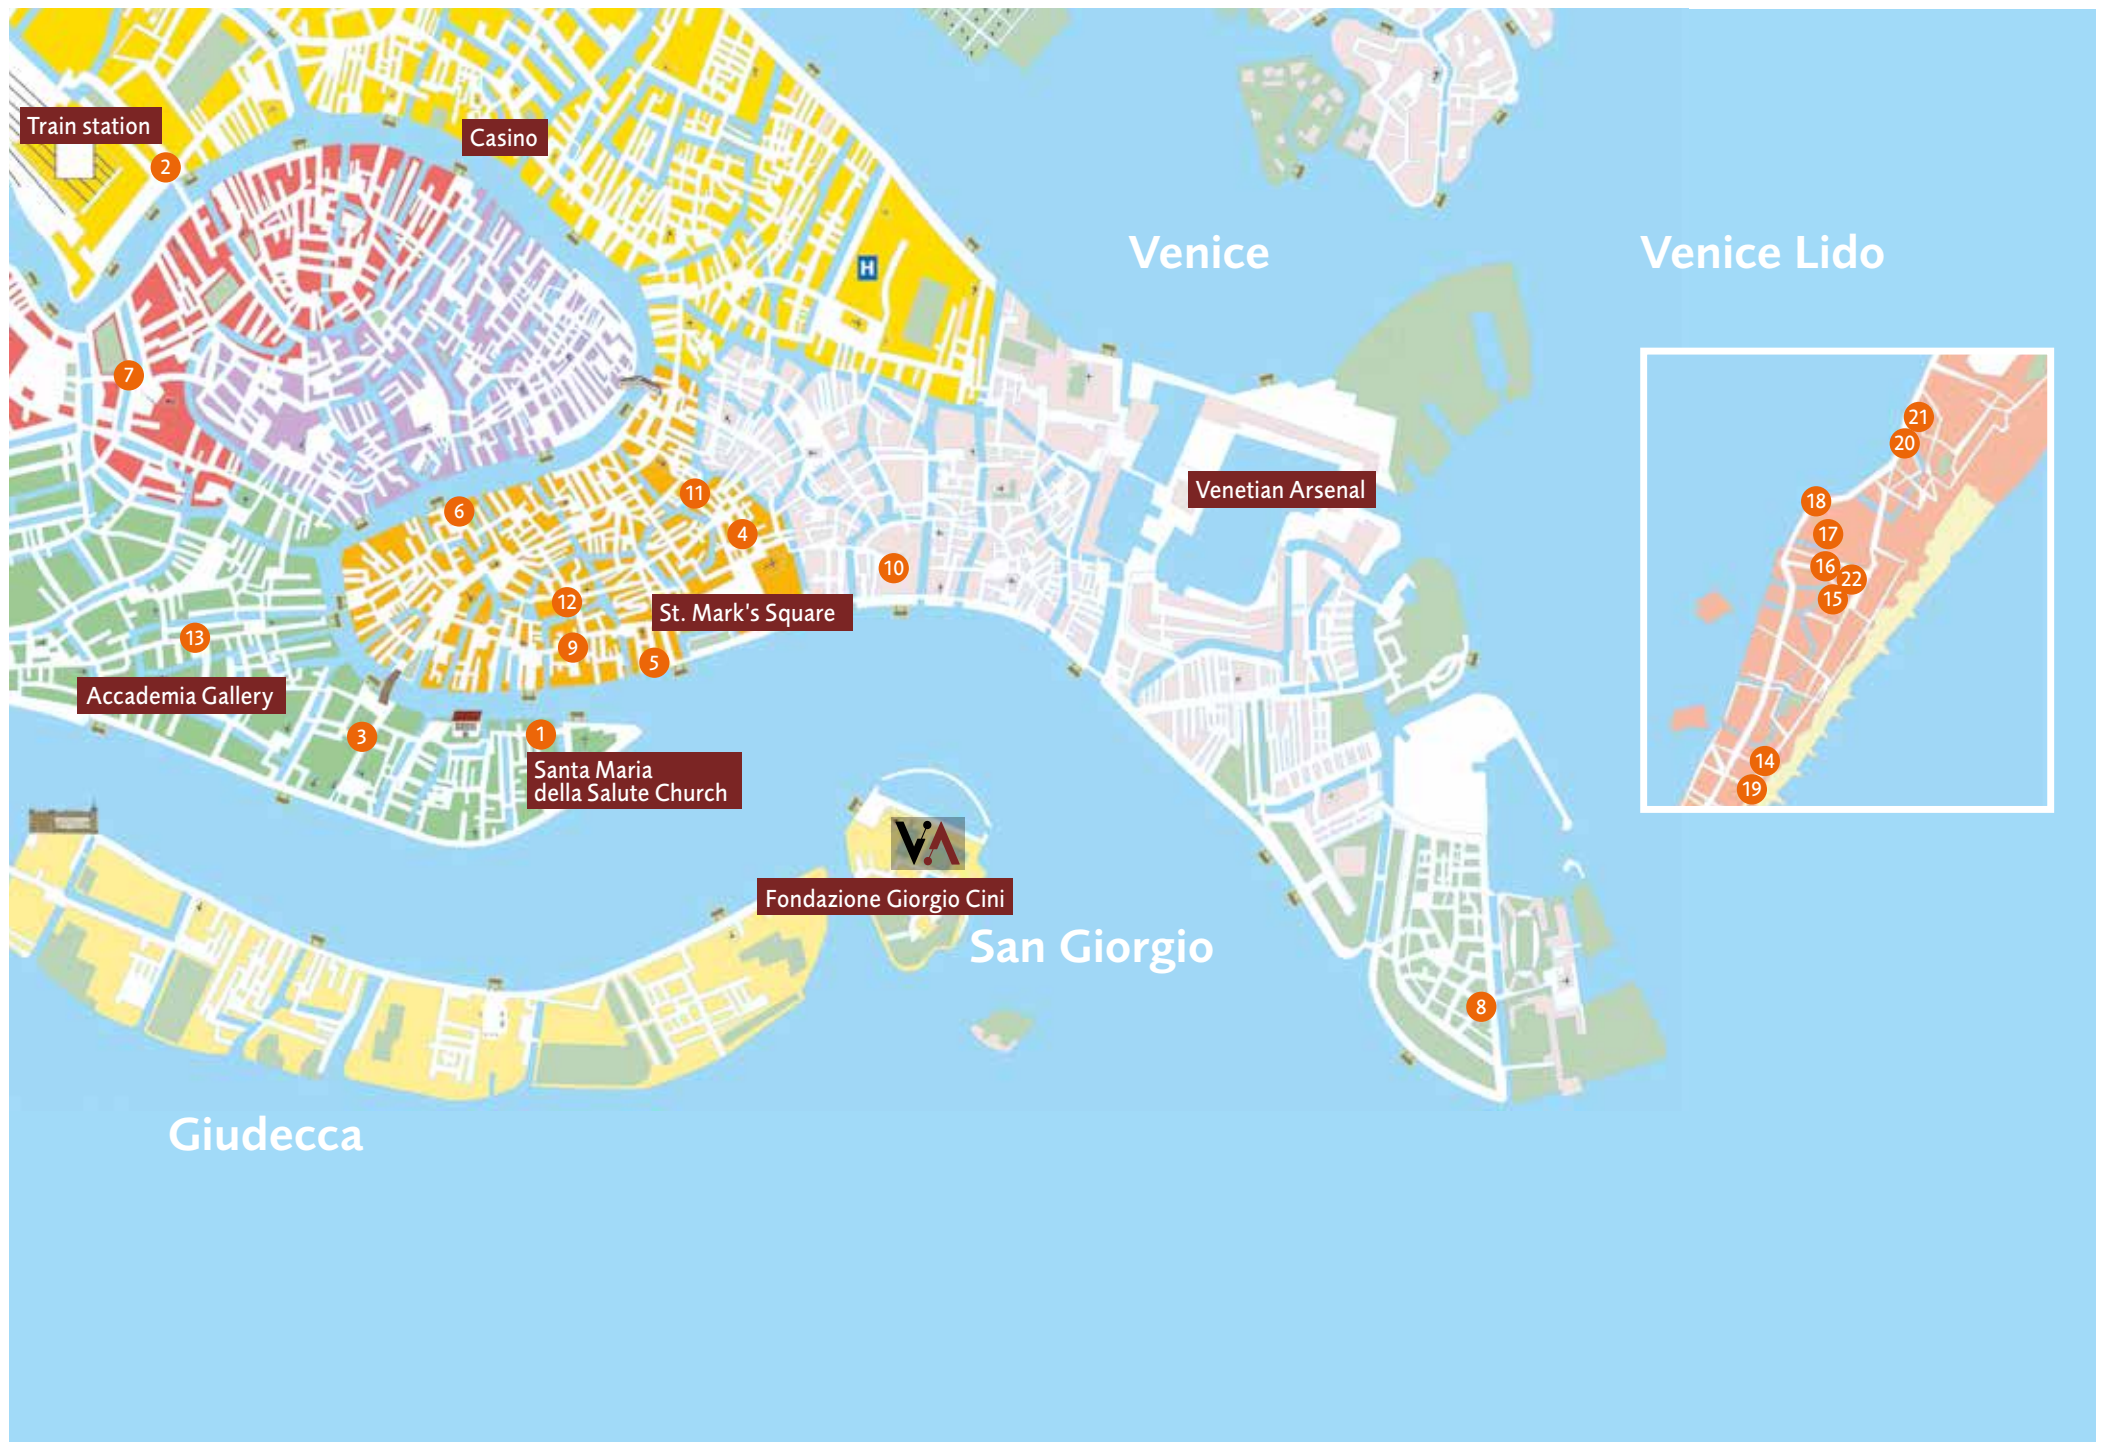 Train station
2
Casino
Venice
Venice Lido
H
7
21
20
6
11
18
Venetian Arsenal
4
17
10
16
22
12
15
St. Mark's Square
13
9
5
Accademia Gallery
3
1
14
Santa Maria
della Salute Church
19
VA
Fondazione Giorgio Cini
San Giorgio
8
Giudecca